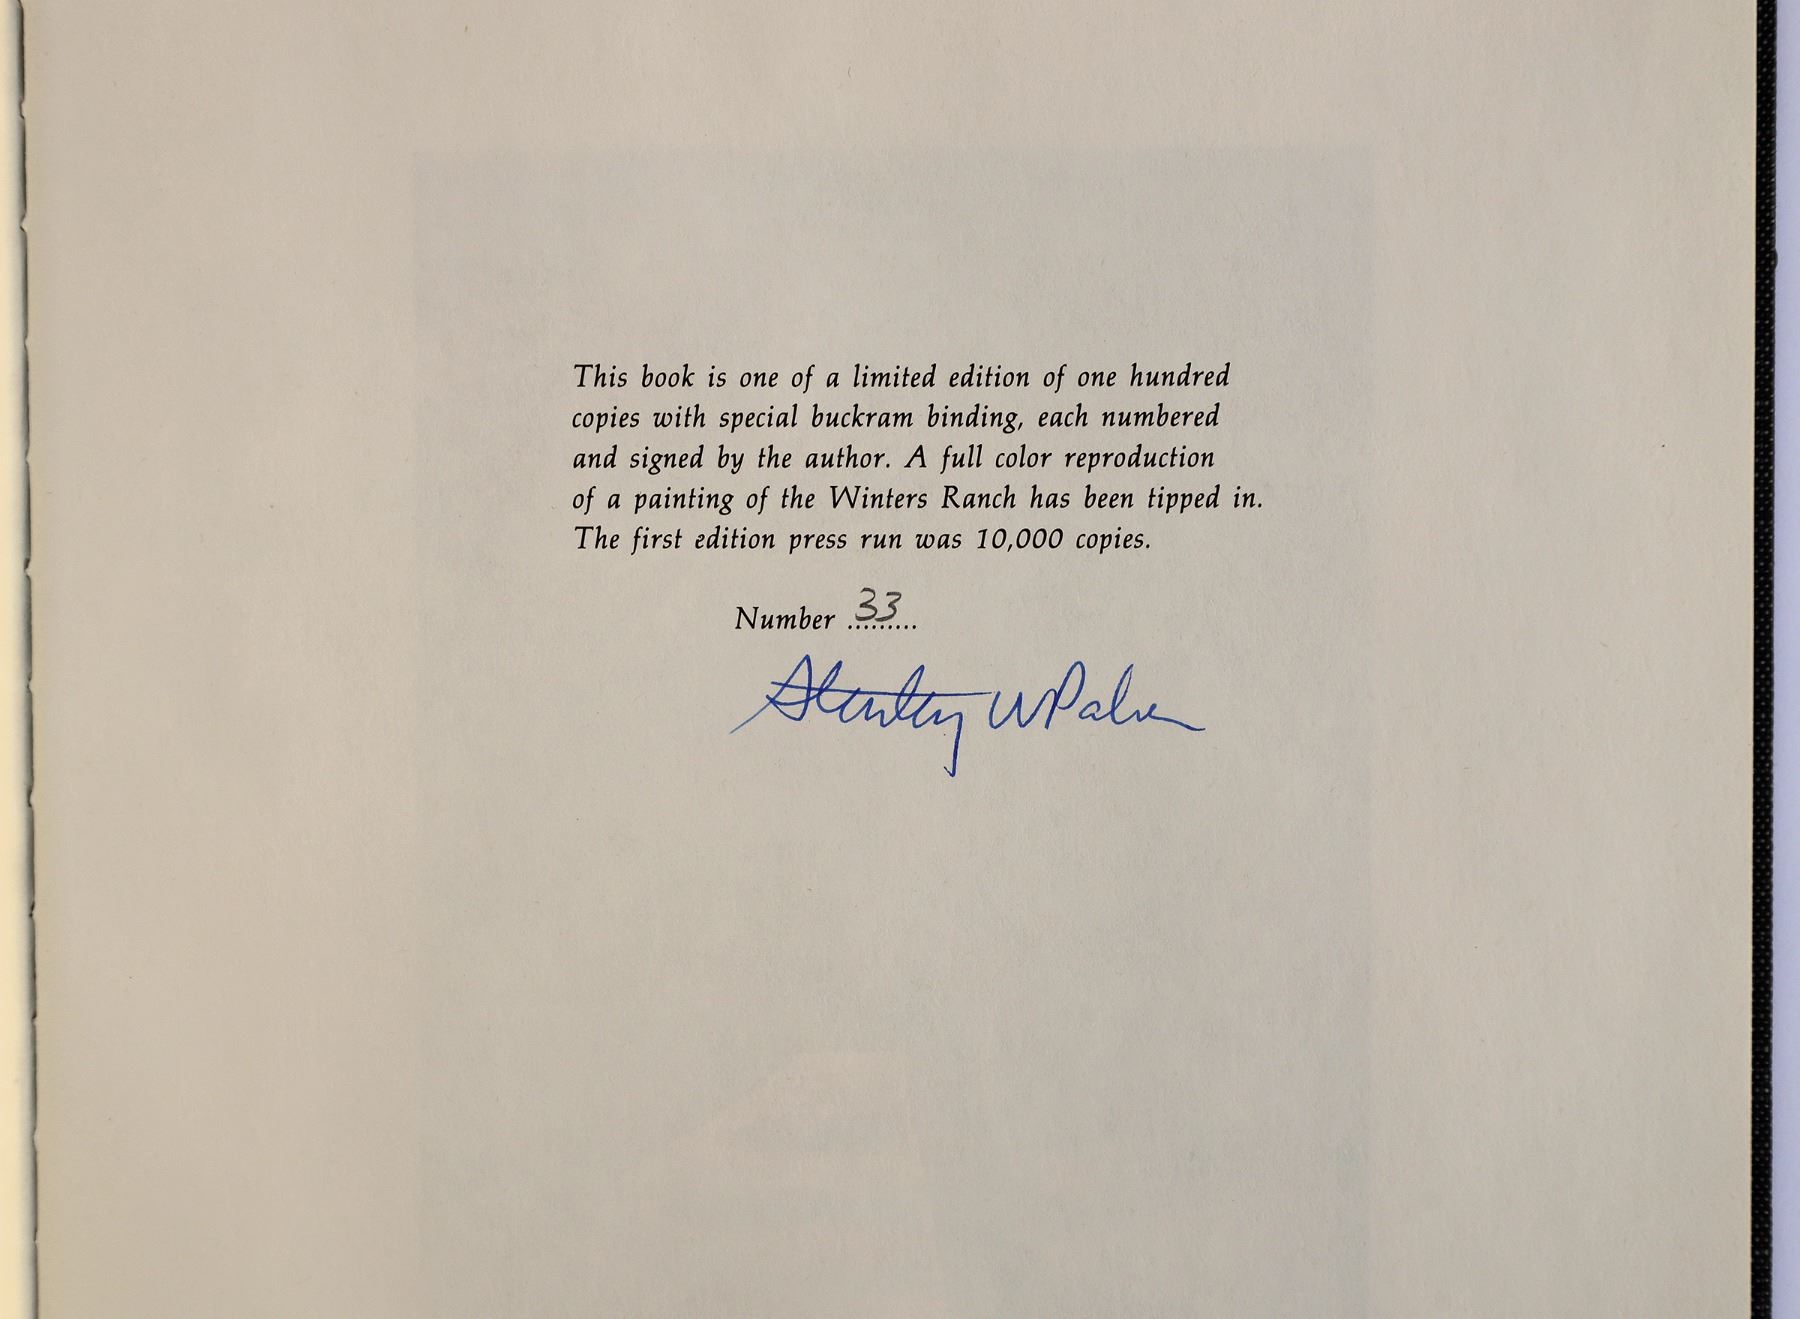 This book is one of a limited edition of one hundred
copies with special buckram binding, each numbered
and signed by the author. A full color reproduction
of a painting of the Winters Ranch has been tipped in.
The first edition press run was 10,000 copies.
Number ......... 33
W Paher